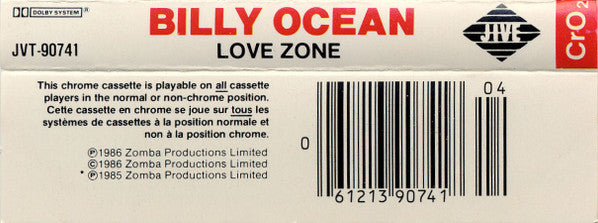 DOLBY SYSTEM®
BILLY OCEAN
JVT-90741
LOVE ZONE
JIVE
CrO₂
This chrome cassette is playable on all cassette
players in the normal or non-chrome position.
Cette cassette en chrome se joue sur tous les
systèmes de cassettes à la position normale et
non à la position chrome.
℗1986 Zomba Productions Limited
©1986 Zomba Productions Limited
*℗1985 Zomba Productions Limited
04
0
61213 90741